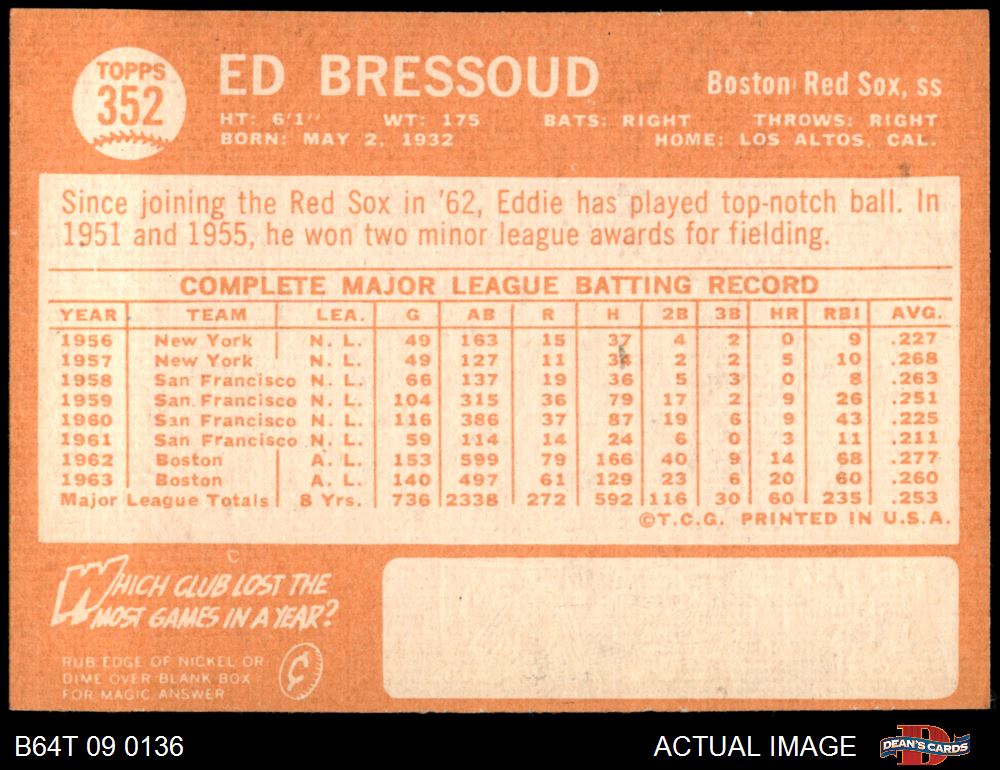 TOPPS
352
ED BRESSOUD
Boston Red Sox, ss
HT: 6'1" WT: 175 BATS: RIGHT THROWS: RIGHT
BORN: MAY 2, 1932 HOME: LOS ALTOS, CAL.
Since joining the Red Sox in '62, Eddie has played top-notch ball. In
1951 and 1955, he won two minor league awards for fielding.
COMPLETE MAJOR LEAGUE BATTING RECORD
YEAR TEAM LEA. G AB R H 2B 3B HR RBI AVG.
1956 New York N. L. 49 163 15 37 4 2 0 9 .227
1957 New York N. L. 49 127 11 34 2 2 5 10 .268
1958 San Francisco N. L. 66 137 19 36 5 3 0 8 .263
1959 San Francisco N. L. 104 315 36 79 17 2 9 26 .251
1960 San Francisco N. L. 116 386 37 87 19 6 9 43 .225
1961 San Francisco N. L. 59 114 14 24 6 0 3 11 .211
1962 Boston A. L. 153 599 79 166 40 9 14 68 .277
1963 Boston A. L. 140 497 61 129 23 6 20 60 .260
Major League Totals 8 Yrs. 736 2338 272 592 116 30 60 235 .253
©T.C.G. PRINTED IN U.S.A.
WHICH CLUB LOST THE
MOST GAMES IN A YEAR?
RUB EDGE OF NICKEL OR
DIME OVER BLANK BOX
FOR MAGIC ANSWER
¢
B64T 09 0136
ACTUAL IMAGE
D
DEAN'S CARDS